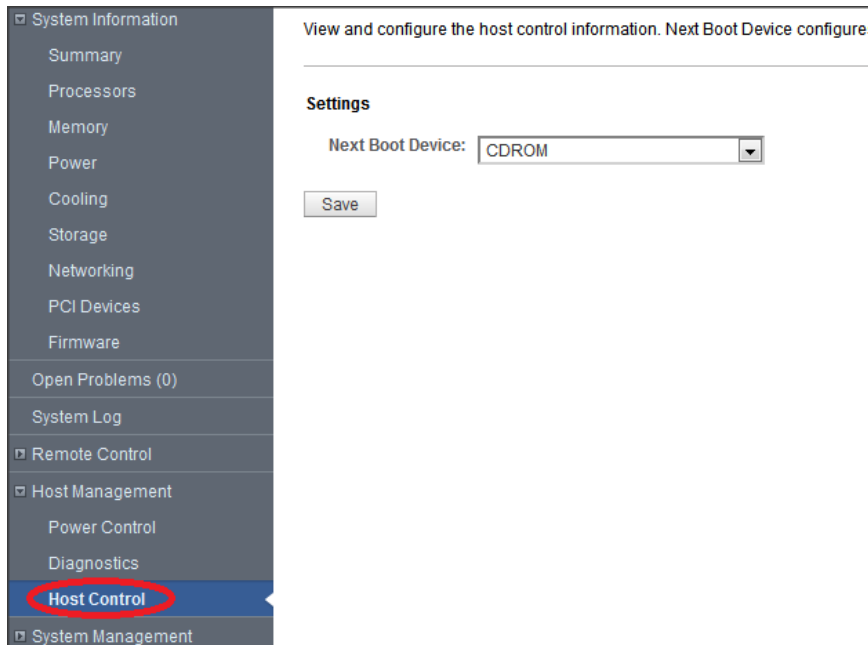 System Information
Summary
Processors
Memory
Power
Cooling
Storage
Networking
PCI Devices
Firmware
Open Problems (0)
System Log
Remote Control
Host Management
Power Control
Diagnostics
Host Control
System Management
View and configure the host control information. Next Boot Device configure
Settings
Next Boot Device: CDROM
Save